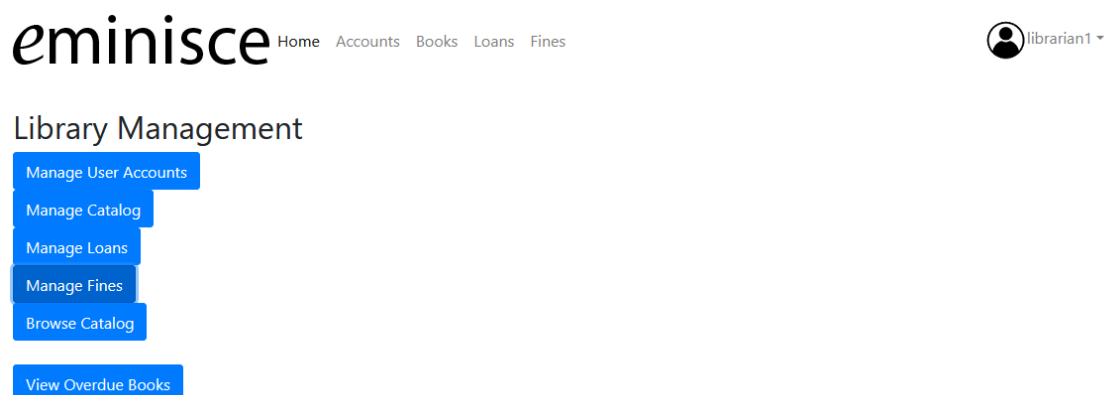 eminisce Home Accounts Books Loans Fines librarian1
Library Management
Manage User Accounts
Manage Catalog
Manage Loans
Manage Fines
Browse Catalog
View Overdue Books